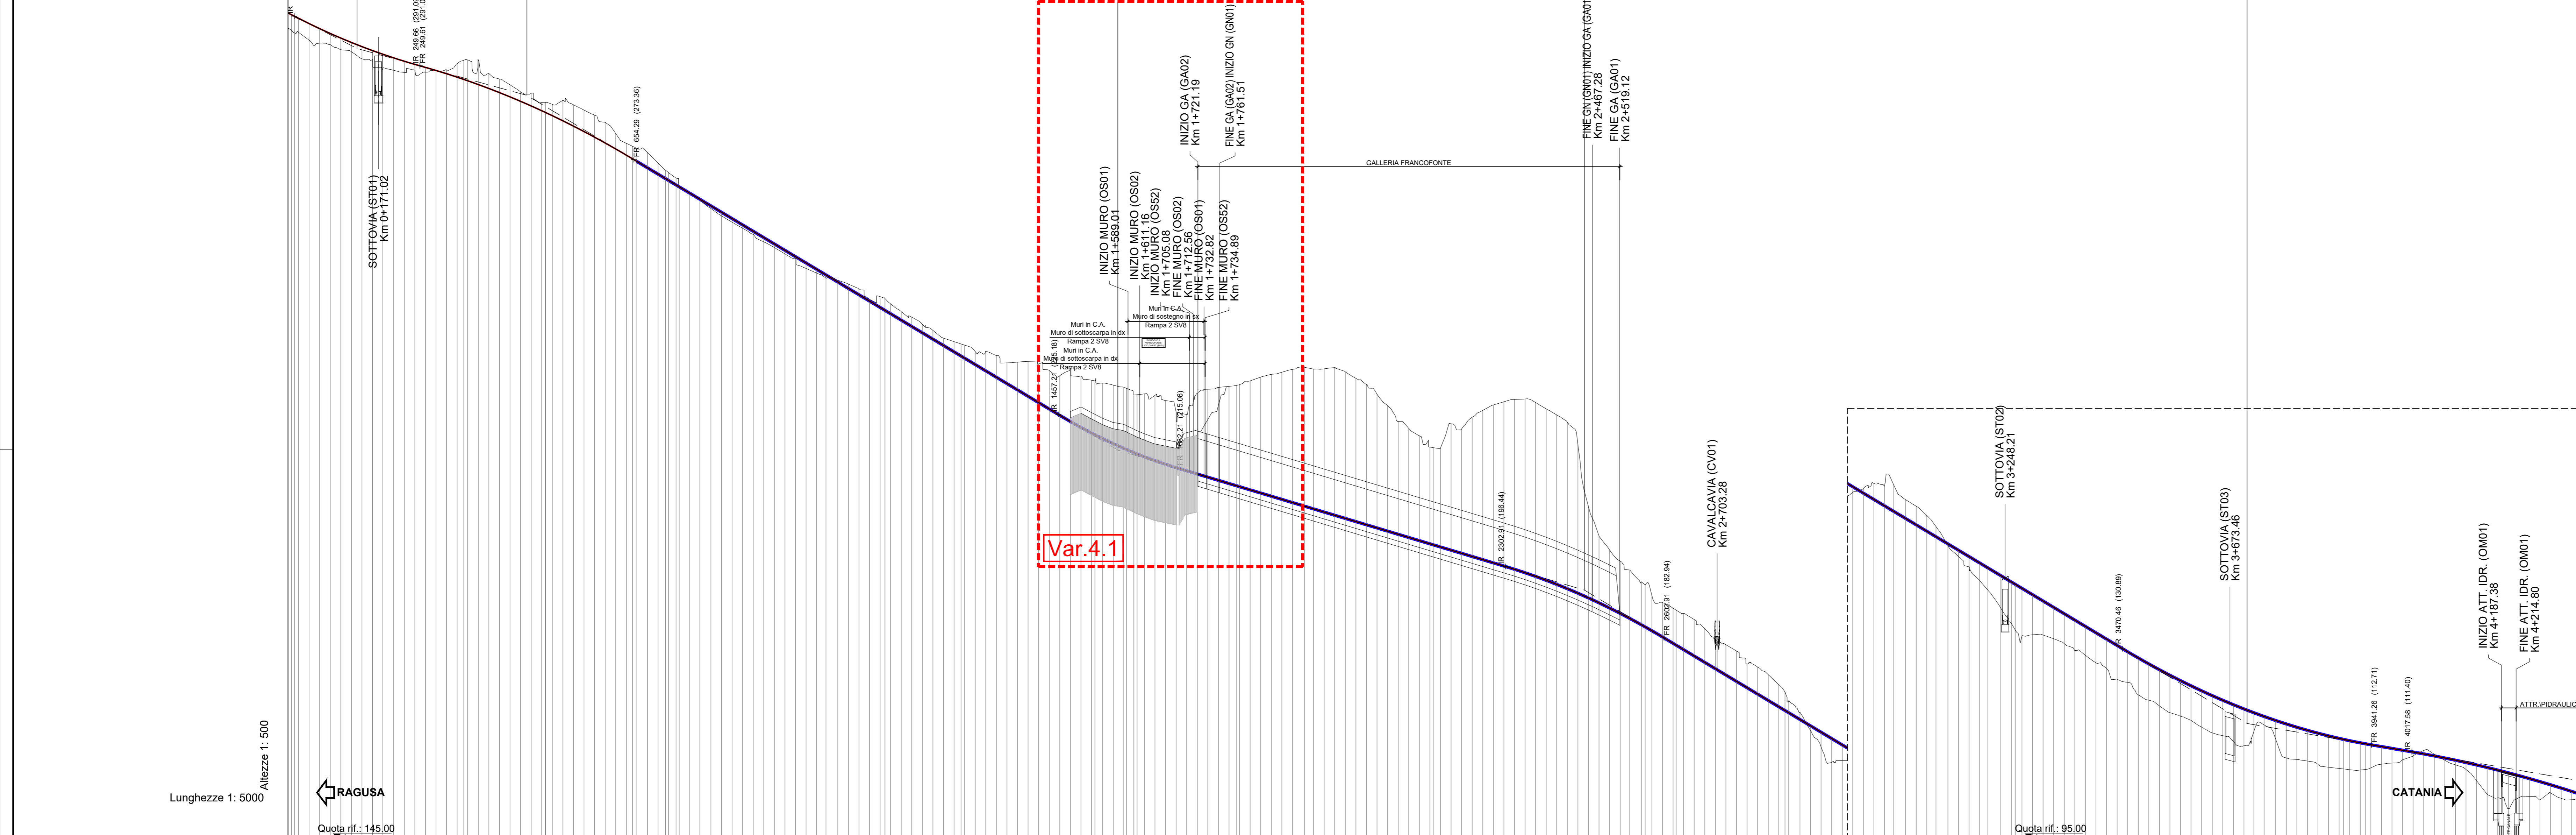 IR
249.66 (291.09
IR
249.61 (291.0
FR
SOTTOVIA (ST01)
Km 0+171.02
FR 654.29 (273.36)
INIZIO MURO (OS01)
Km 1+589.01
INIZIO MURO (OS02)
Km 1+611.16
INIZIO MURO (OS52)
Km 1+705.08
FINE MURO (OS02)
Km 1+712.56
FINE MURO (OS01)
Km 1+732.82
FINE MURO (OS52)
Km 1+734.89
INIZIO GA (GA02)
Km 1+721.19
FINE GA (GA02) INIZIO GN (GN01)
Km 1+761.51
GALLERIA FRANCOFONTE
FINE GN (GN01) INIZIO GA (GA01
Km 2+467.28
FINE GA (GA01)
Km 2+519.12
Muri in C.A.
Muro di sostegno in sx
Rampa 2 SV8
Muri in C.A.
Muro di sottoscarpa in dx
Rampa 2 SV8
Muri in C.A.
Muro di sottoscarpa in dx
Rampa 2 SV8
IR 1457.21 (225.18)
(215.06)
Var.4.1
IR 2302.91 (196.44)
FR 2602.91 (182.94)
CAVALCAVIA (CV01)
Km 2+703.28
SOTTOVIA (ST02)
Km 3+248.21
IR 3470.46 (130.89)
SOTTOVIA (ST03)
Km 3+673.46
FR 3941.26 (112.71)
IR 4017.58 (111.40)
INIZIO ATT. IDR. (OM01)
Km 4+187.38
FINE ATT. IDR. (OM01)
Km 4+214.80
ATTR.\PIDRAULIC
Altezze 1: 500
Lunghezze 1: 5000
RAGUSA
CATANIA
Quota rif.: 145.00
Quota rif.: 95.00